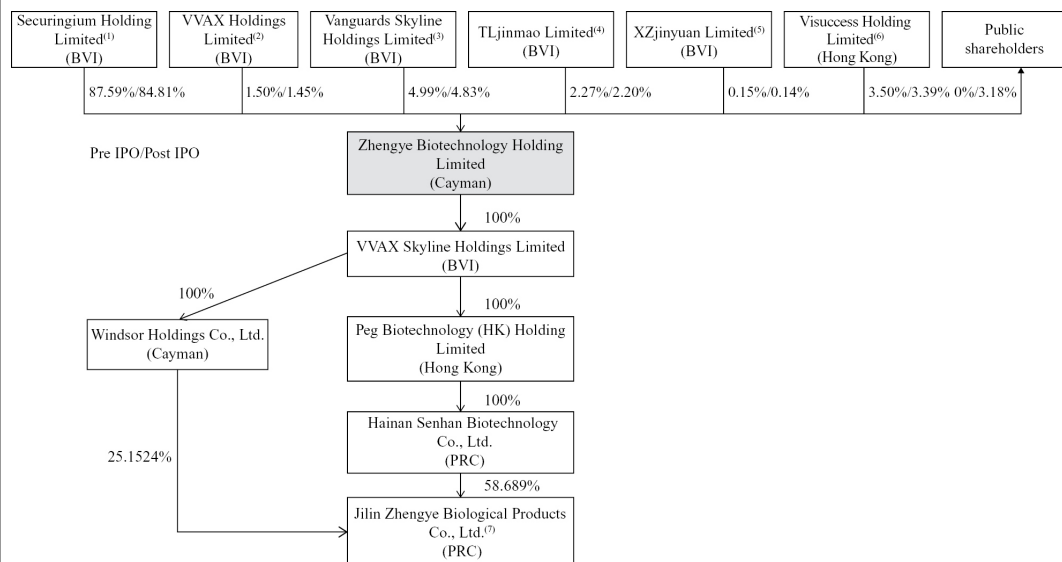 Securingium Holding
Limited(1)
(BVI)
VVAX Holdings
Limited(2)
(BVI)
Vanguards Skyline
Holdings Limited(3)
(BVI)
TLjinmao Limited(4)
(BVI)
XZjinyuan Limited(5)
(BVI)
Visuccess Holding
Limited(6)
(Hong Kong)
Public
shareholders
87.59%/84.81%
1.50%/1.45%
4.99%/4.83%
2.27%/2.20%
0.15%/0.14%
3.50%/3.39%
0%/3.18%
Pre IPO/Post IPO
Zhengye Biotechnology Holding
Limited
(Cayman)
100%
VVAX Skyline Holdings Limited
(BVI)
100%
100%
Windsor Holdings Co., Ltd.
(Cayman)
Peg Biotechnology (HK) Holding
Limited
(Hong Kong)
100%
Hainan Senhan Biotechnology
Co., Ltd.
(PRC)
25.1524%
58.689%
Jilin Zhengye Biological Products
Co., Ltd.(7)
(PRC)